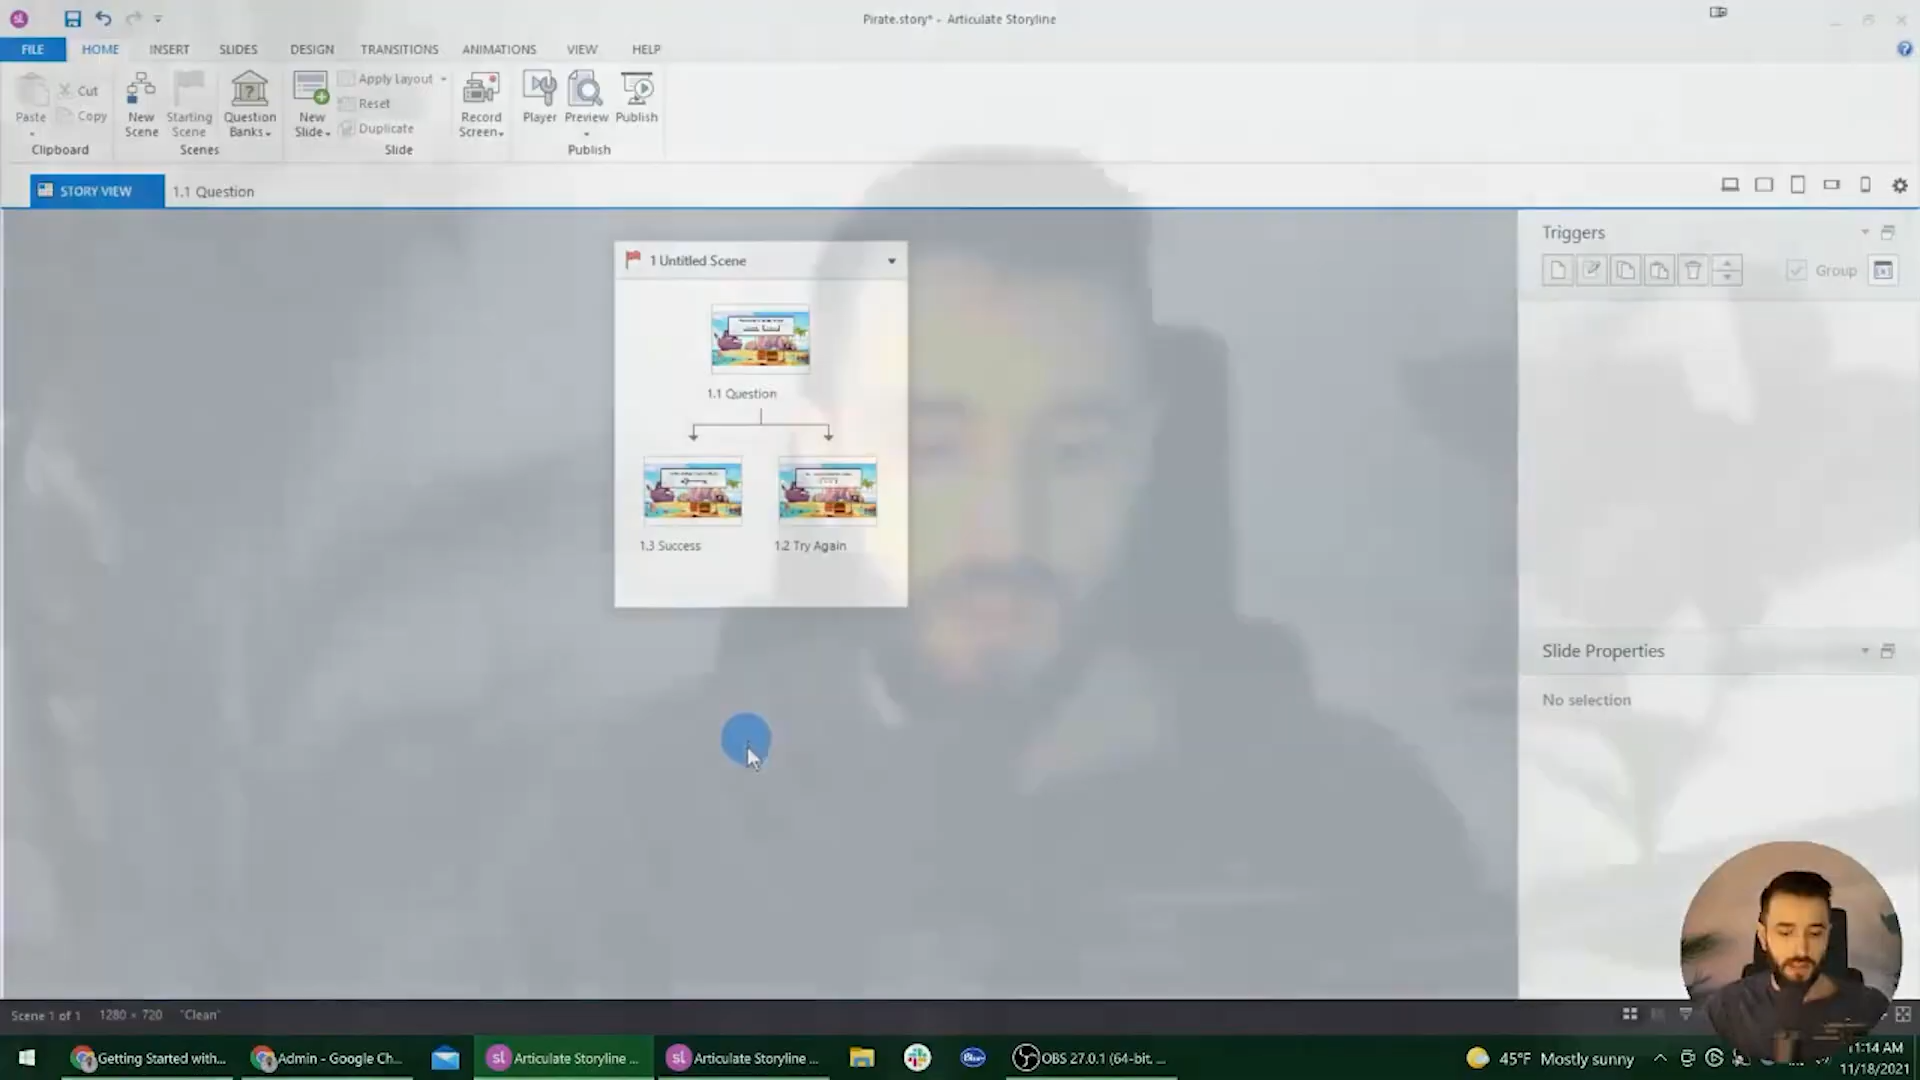 sl
Pirate.story* - Articulate Storyline
FILE HOME INSERT SLIDES DESIGN TRANSITIONS ANIMATIONS VIEW HELP
Paste
Cut
Copy
Clipboard
New Scene
Starting Scene
Question Banks
Scenes
New Slide
Apply Layout
Reset
Duplicate
Slide
Record Screen
Player
Preview
Publish
Publish
STORY VIEW
1.1 Question
Triggers
Group
1 Untitled Scene
1.1 Question
1.3 Success
1.2 Try Again
Slide Properties
No selection
Scene 1 of 1 1280 × 720 "Clean"
Getting Started with...
Admin - Google Ch...
sl Articulate Storyline ...
sl Articulate Storyline ...
OBS 27.0.1 (64-bit, ...
45°F Mostly sunny
11:14 AM
11/18/2021